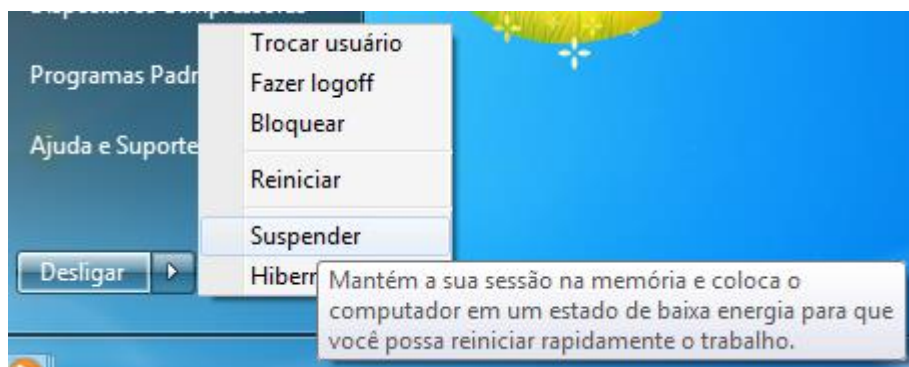 Trocar usuário
Programas Padr
Fazer logoff
Bloquear
Ajuda e Suporte
Reiniciar
Suspender
Desligar
Hibern
Mantém a sua sessão na memória e coloca o
computador em um estado de baixa energia para que
você possa reiniciar rapidamente o trabalho.